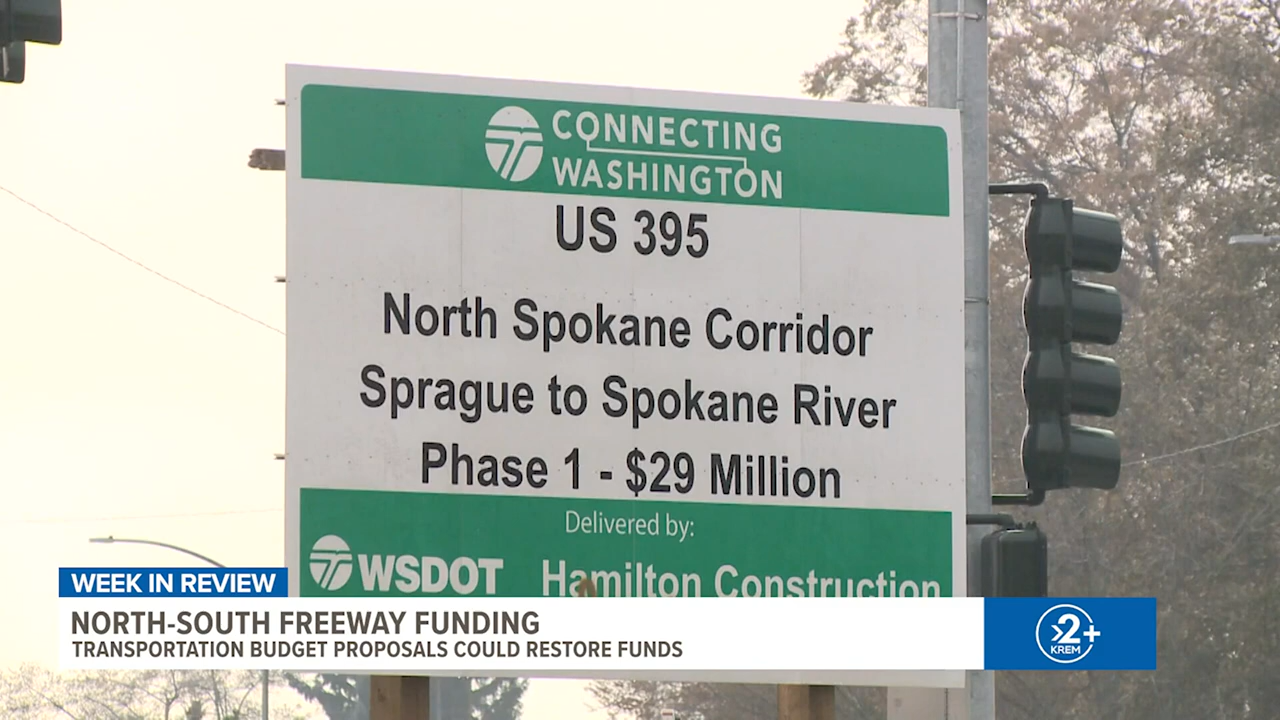 CONNECTING
WASHINGTON
US 395
North Spokane Corridor
Sprague to Spokane River
Phase 1 - $29 Million
Delivered by:
WSDOT Hamilton Construction
WEEK IN REVIEW
NORTH-SOUTH FREEWAY FUNDING
TRANSPORTATION BUDGET PROPOSALS COULD RESTORE FUNDS
2+
KREM